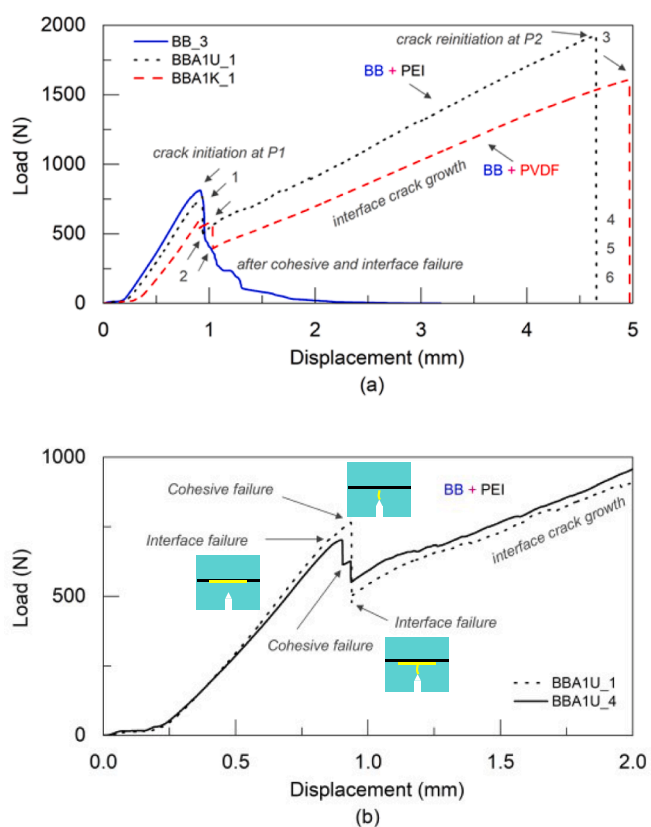 2000
1500
1000
500
0
Load (N)
BB_3
BBA1U_1
BBA1K_1
crack reinitiation at P2
3
BB + PEI
crack initiation at P1
1
BB + PVDF
interface crack growth
2
after cohesive and interface failure
4
5
6
0 1 2 3 4 5
Displacement (mm)
(a)
1000
500
0
Load (N)
Cohesive failure
BB + PEI
Interface failure
interface crack growth
Interface failure
Cohesive failure
BBA1U_1
BBA1U_4
0.0 0.5 1.0 1.5 2.0
Displacement (mm)
(b)